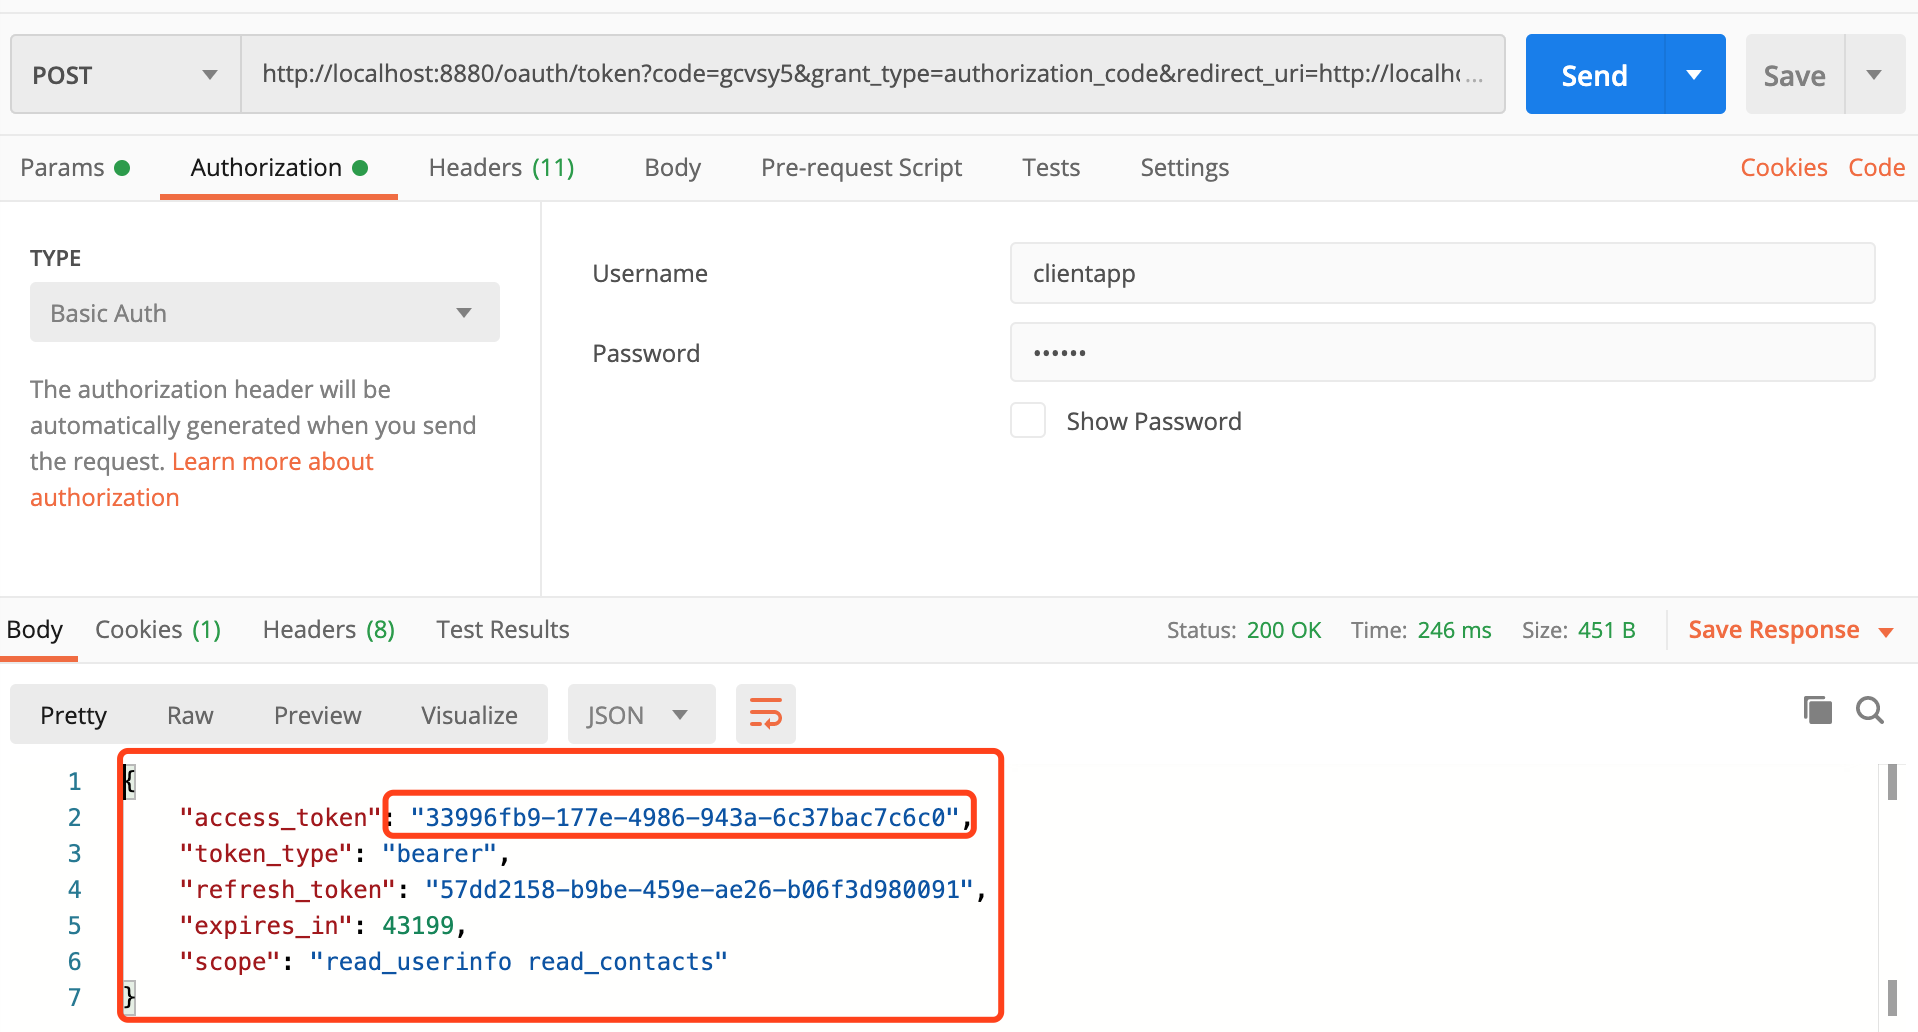 POST http://localhost:8880/oauth/token?code=gcvsy5&grant_type=authorization_code&redirect_uri=http://localho... Send Save
Params Authorization Headers (11) Body Pre-request Script Tests Settings Cookies Code
TYPE
Basic Auth
The authorization header will be
automatically generated when you send
the request. Learn more about
authorization
Username clientapp
Password ••••••
Show Password
Body Cookies (1) Headers (8) Test Results Status: 200 OK Time: 246 ms Size: 451 B Save Response
Pretty Raw Preview Visualize JSON
1 {
2 "access_token": "33996fb9-177e-4986-943a-6c37bac7c6c0",
3 "token_type": "bearer",
4 "refresh_token": "57dd2158-b9be-459e-ae26-b06f3d980091",
5 "expires_in": 43199,
6 "scope": "read_userinfo read_contacts"
7 }